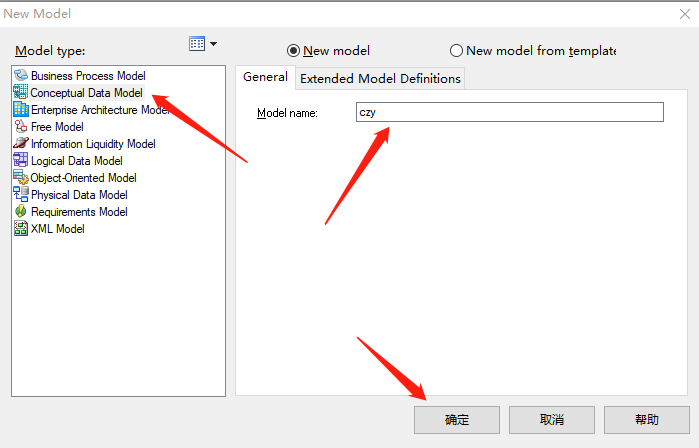 New Model
Model type:
New model
New model from template
Business Process Model
Conceptual Data Model
Enterprise Architecture Model
Free Model
Information Liquidity Model
Logical Data Model
Object-Oriented Model
Physical Data Model
Requirements Model
XML Model
General
Extended Model Definitions
Model name:
czy
确定
取消
帮助